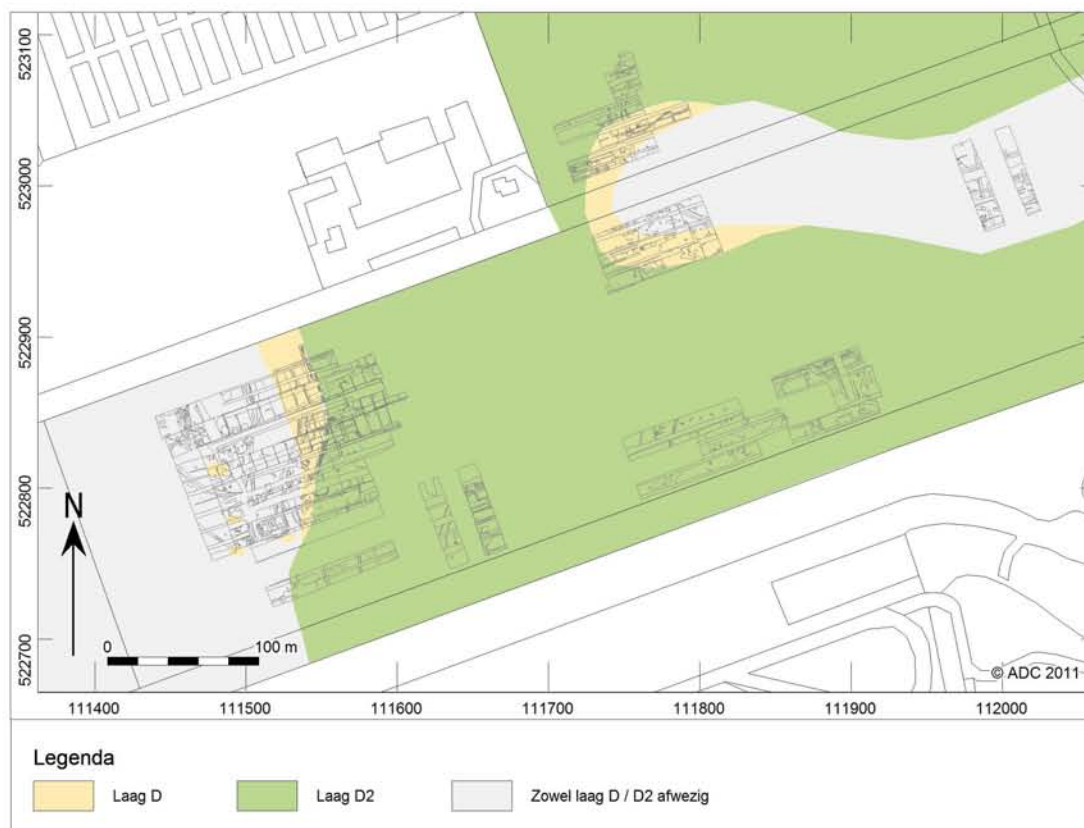 523100
523000
522900
522800
522700
N
0 100 m
© ADC 2011
111400 111500 111600 111700 111800 111900 112000
Legenda
Laag D Laag D2 Zowel laag D / D2 afwezig